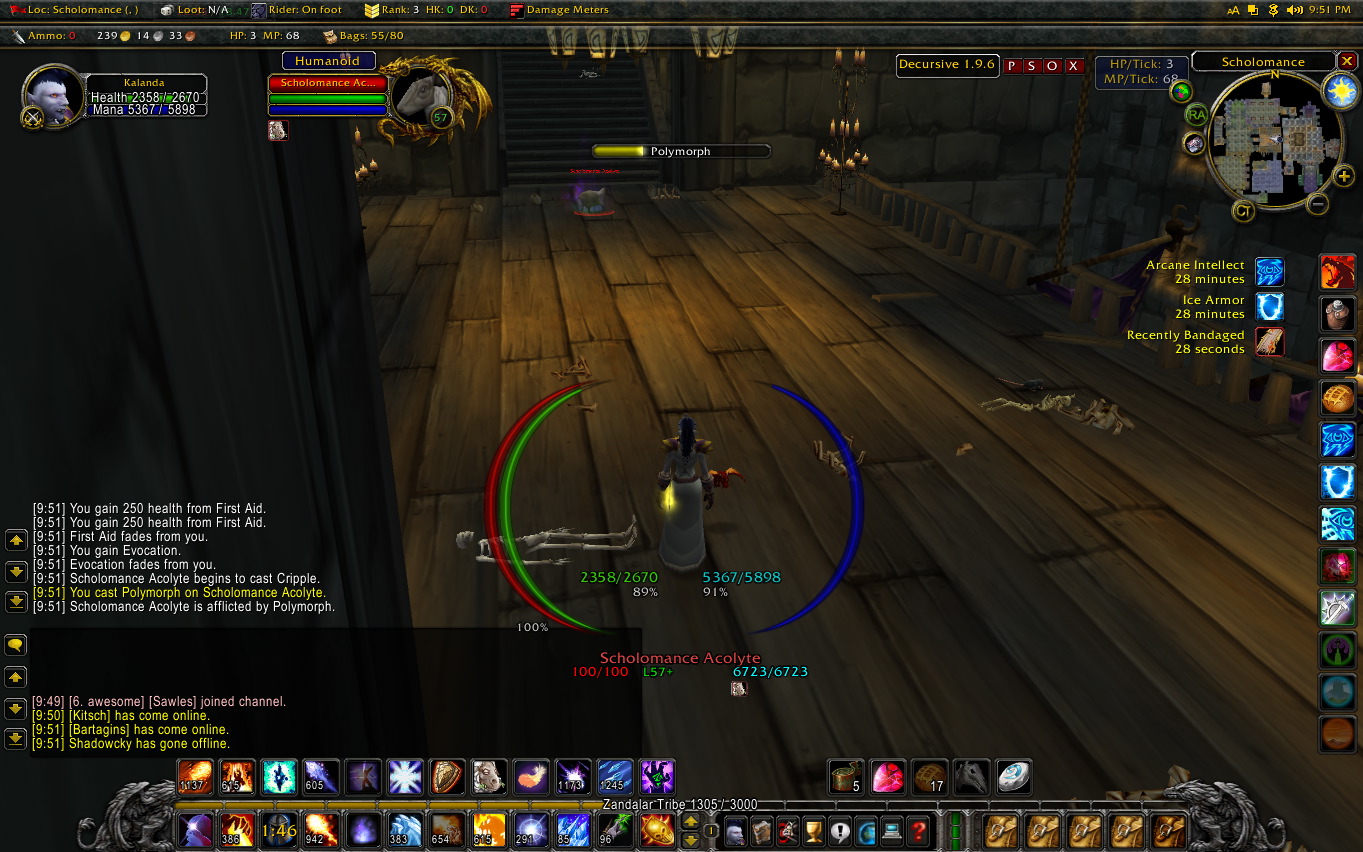 Loc: Scholomance (, )
Loot: N/A
Rider: On foot
Rank: 3 HK: 0 DK: 0
Damage Meters
9:51 PM
Ammo: 0
239 14 33
HP: 3 MP: 68
Bags: 55/80
Humanoid
Kalanda
Health 2358 / 2670
Mana 5367 / 5898
Scholomance Ac...
57
Decursive 1.9.6
P S O X
HP/Tick: 3
MP/Tick: 68
Scholomance
N
RA
CT
Polymorph
Scholomance Acolyte
Arcane Intellect
28 minutes
Ice Armor
28 minutes
Recently Bandaged
28 seconds
[9:51] You gain 250 health from First Aid.
[9:51] You gain 250 health from First Aid.
[9:51] First Aid fades from you.
[9:51] You gain Evocation.
[9:51] Evocation fades from you.
[9:51] Scholomance Acolyte begins to cast Cripple.
[9:51] You cast Polymorph on Scholomance Acolyte.
[9:51] Scholomance Acolyte is afflicted by Polymorph.
2358/2670
89%
5367/5898
91%
100%
Scholomance Acolyte
100/100 L57+ 6723/6723
[9:49] [6. awesome] [Sawles] joined channel.
[9:50] [Kitsch] has come online.
[9:51] [Bartagins] has come online.
[9:51] Shadowcky has gone offline.
1137 615 605 1173 1245
5 17
Zandalar Tribe 1305 / 3000
386 1:46 942 383 654 615 291 85 96
1